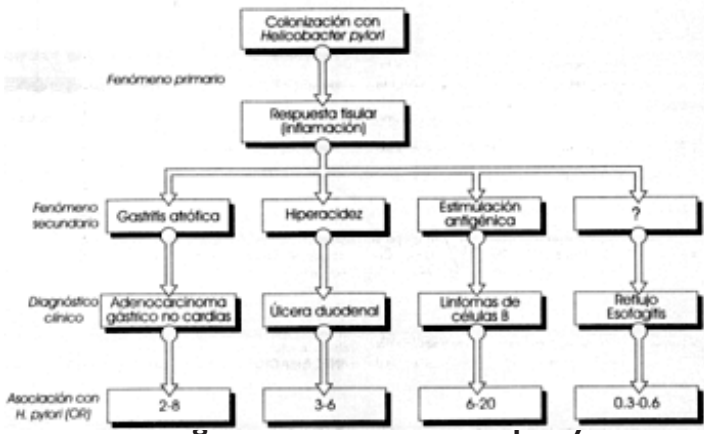 Colonización con
Helicobacter pylori
Fenómeno primario
Respuesta tisular
(inflamación)
Fenómeno
secundario
Gastritis atrófica
Hiperacidez
Estimulación
antigénica
?
Diagnóstico
clínico
Adenocarcinoma
gástrico no cardias
Úlcera duodenal
Linfomas de
células B
Reflujo
Esofagitis
Asociación con
H. pylori (OR)
2-8
3-6
6-20
0.3-0.6